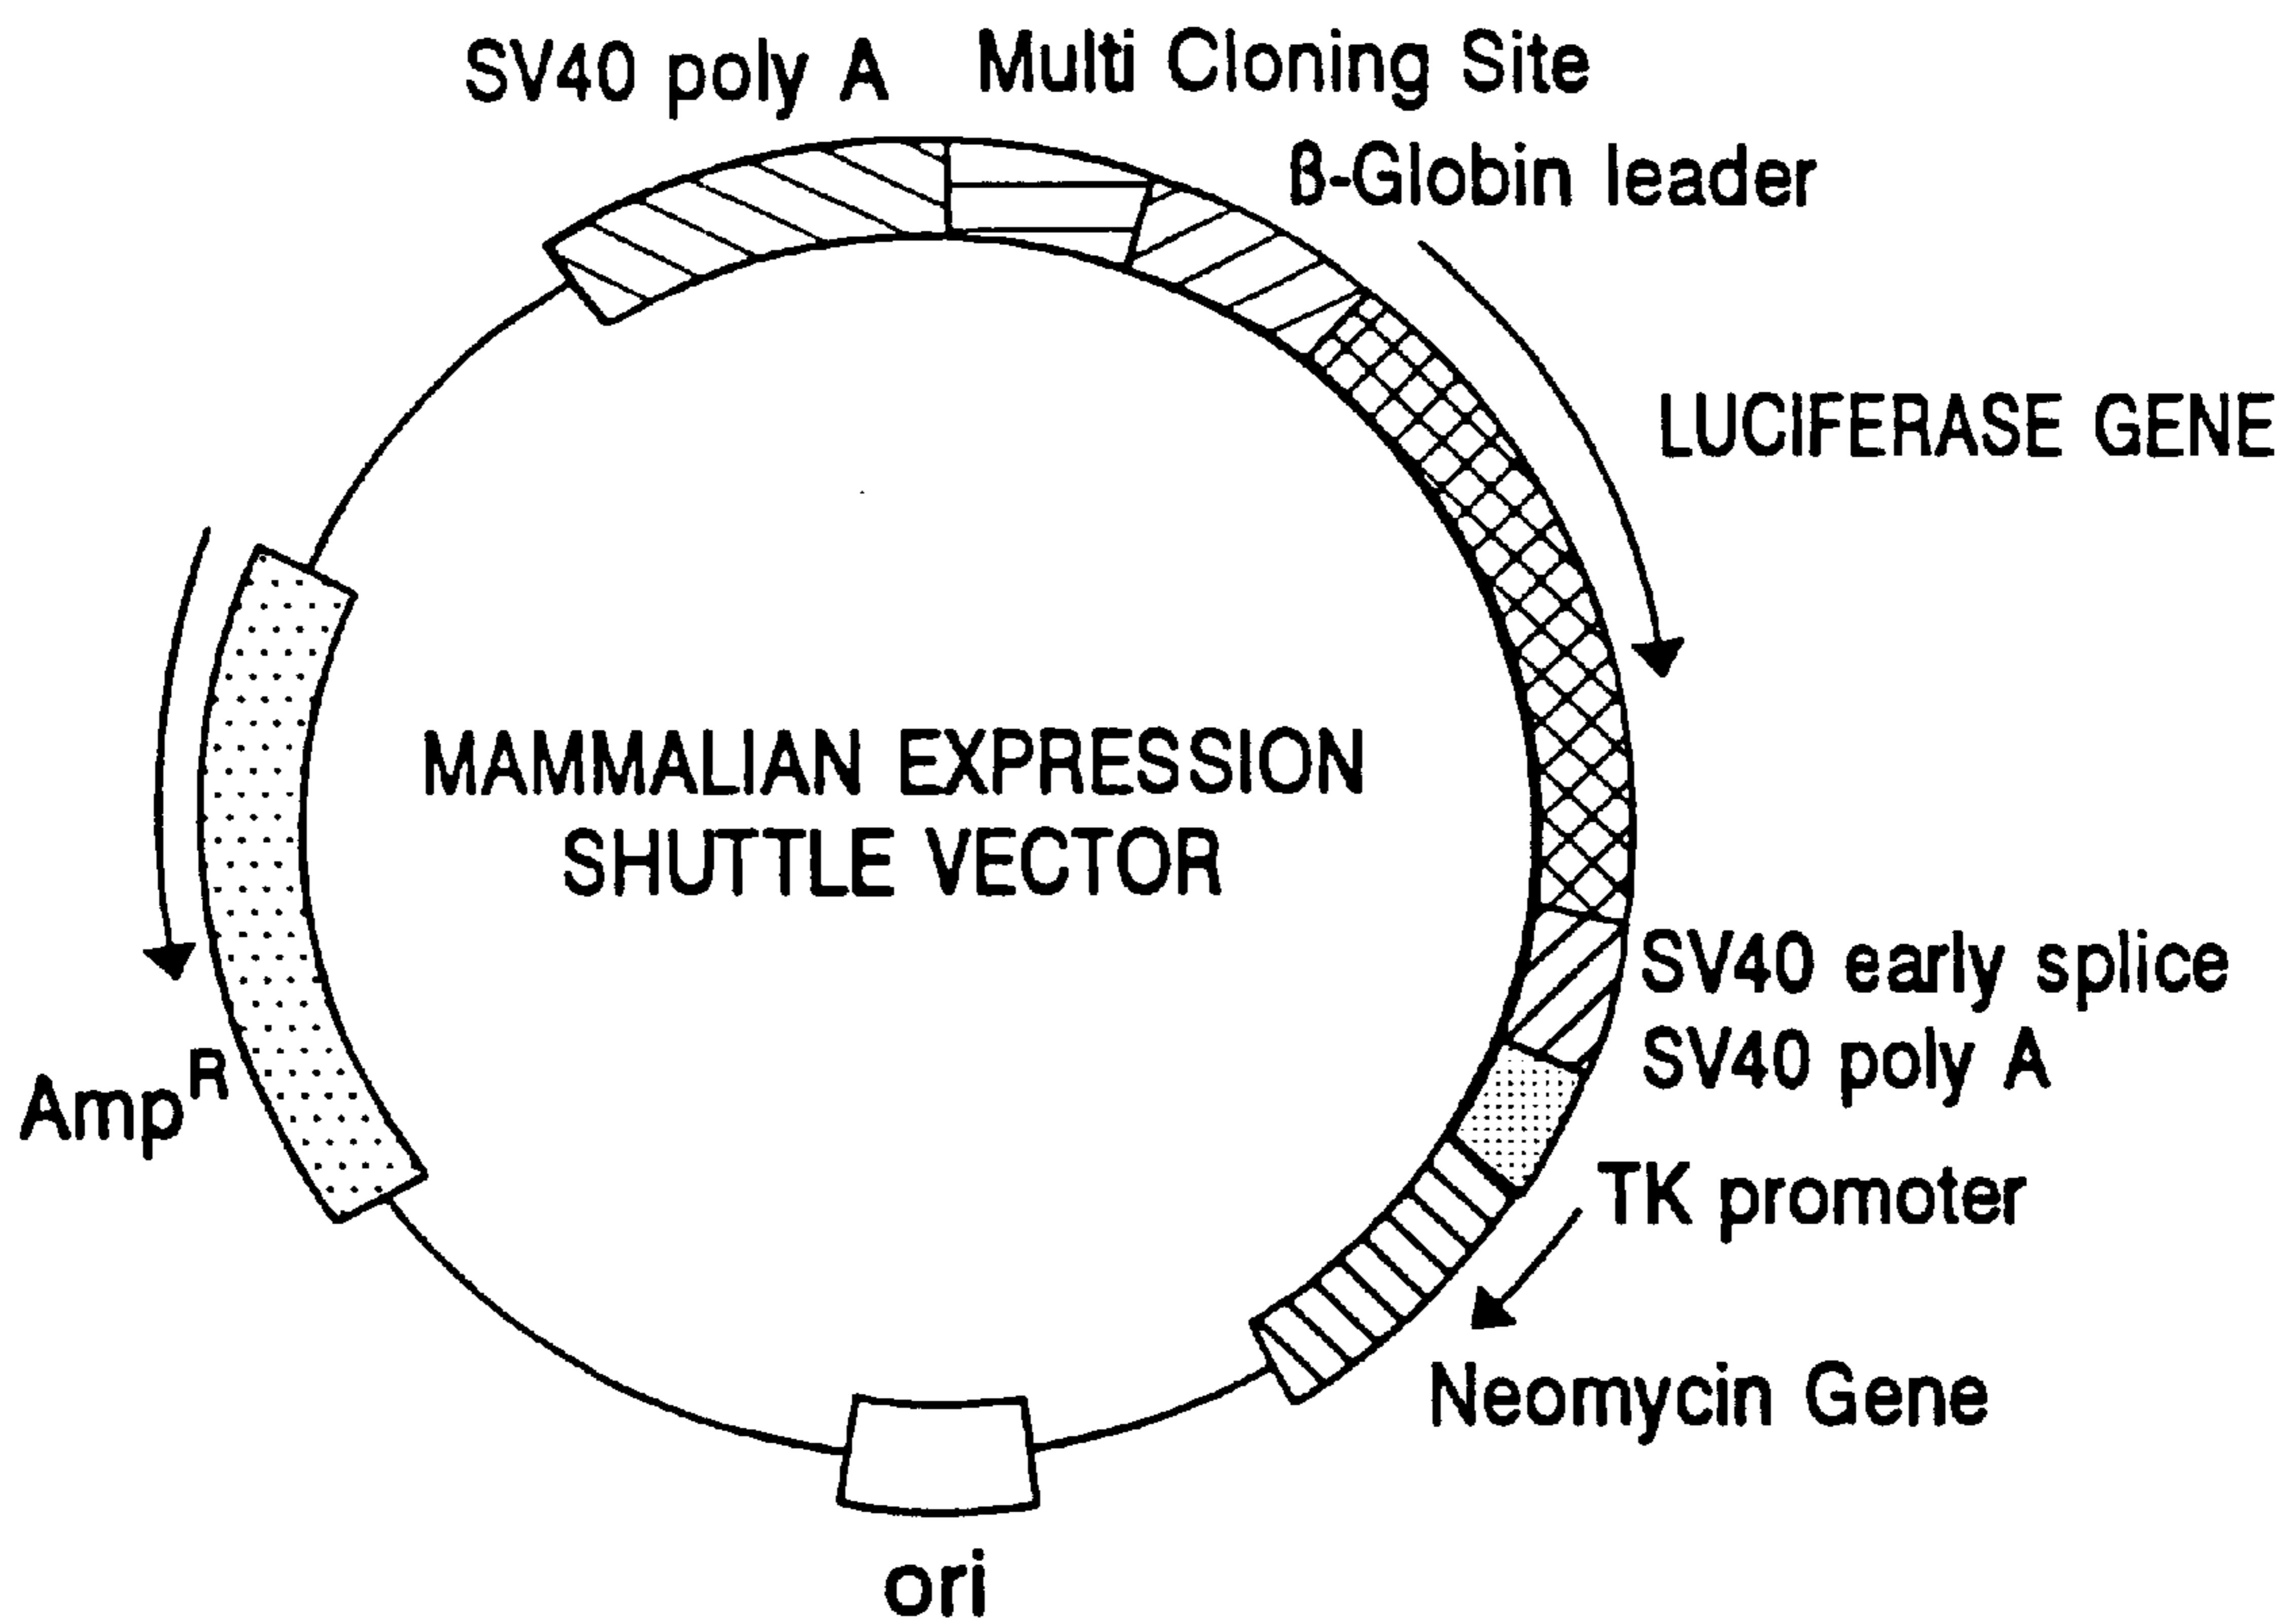 SV40 poly A
Multi Cloning Site
ß-Globin leader
LUCIFERASE GENE
MAMMALIAN EXPRESSION
SHUTTLE VECTOR
SV40 early splice
SV40 poly A
Amp^R
TK promoter
Neomycin Gene
ori